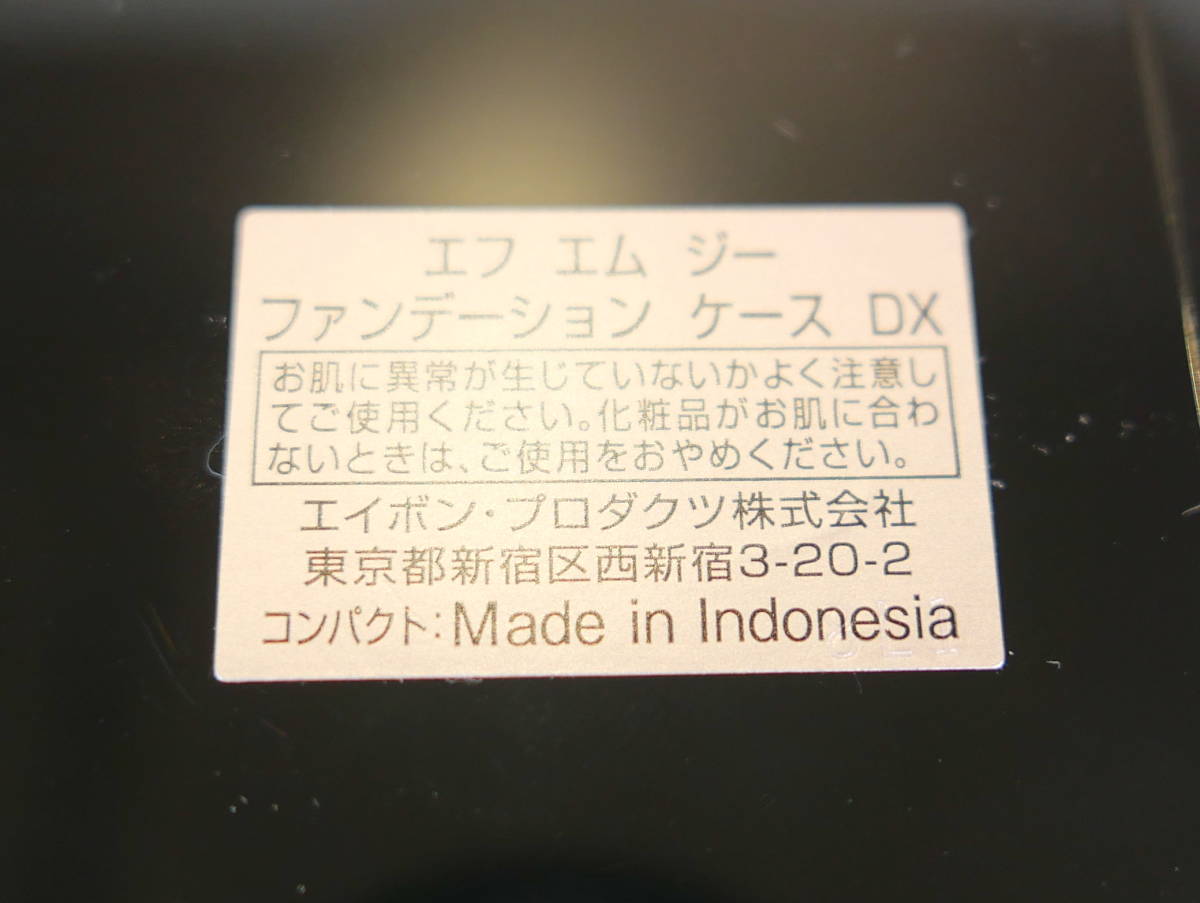 エフ エム ジー
ファンデーション ケース DX
お肌に異常が生じていないかよく注意し
てご使用ください。化粧品がお肌に合わ
ないときは、ご使用をおやめください。
エイボン・プロダクツ株式会社
東京都新宿区西新宿3-20-2
コンパクト:Made in Indonesia